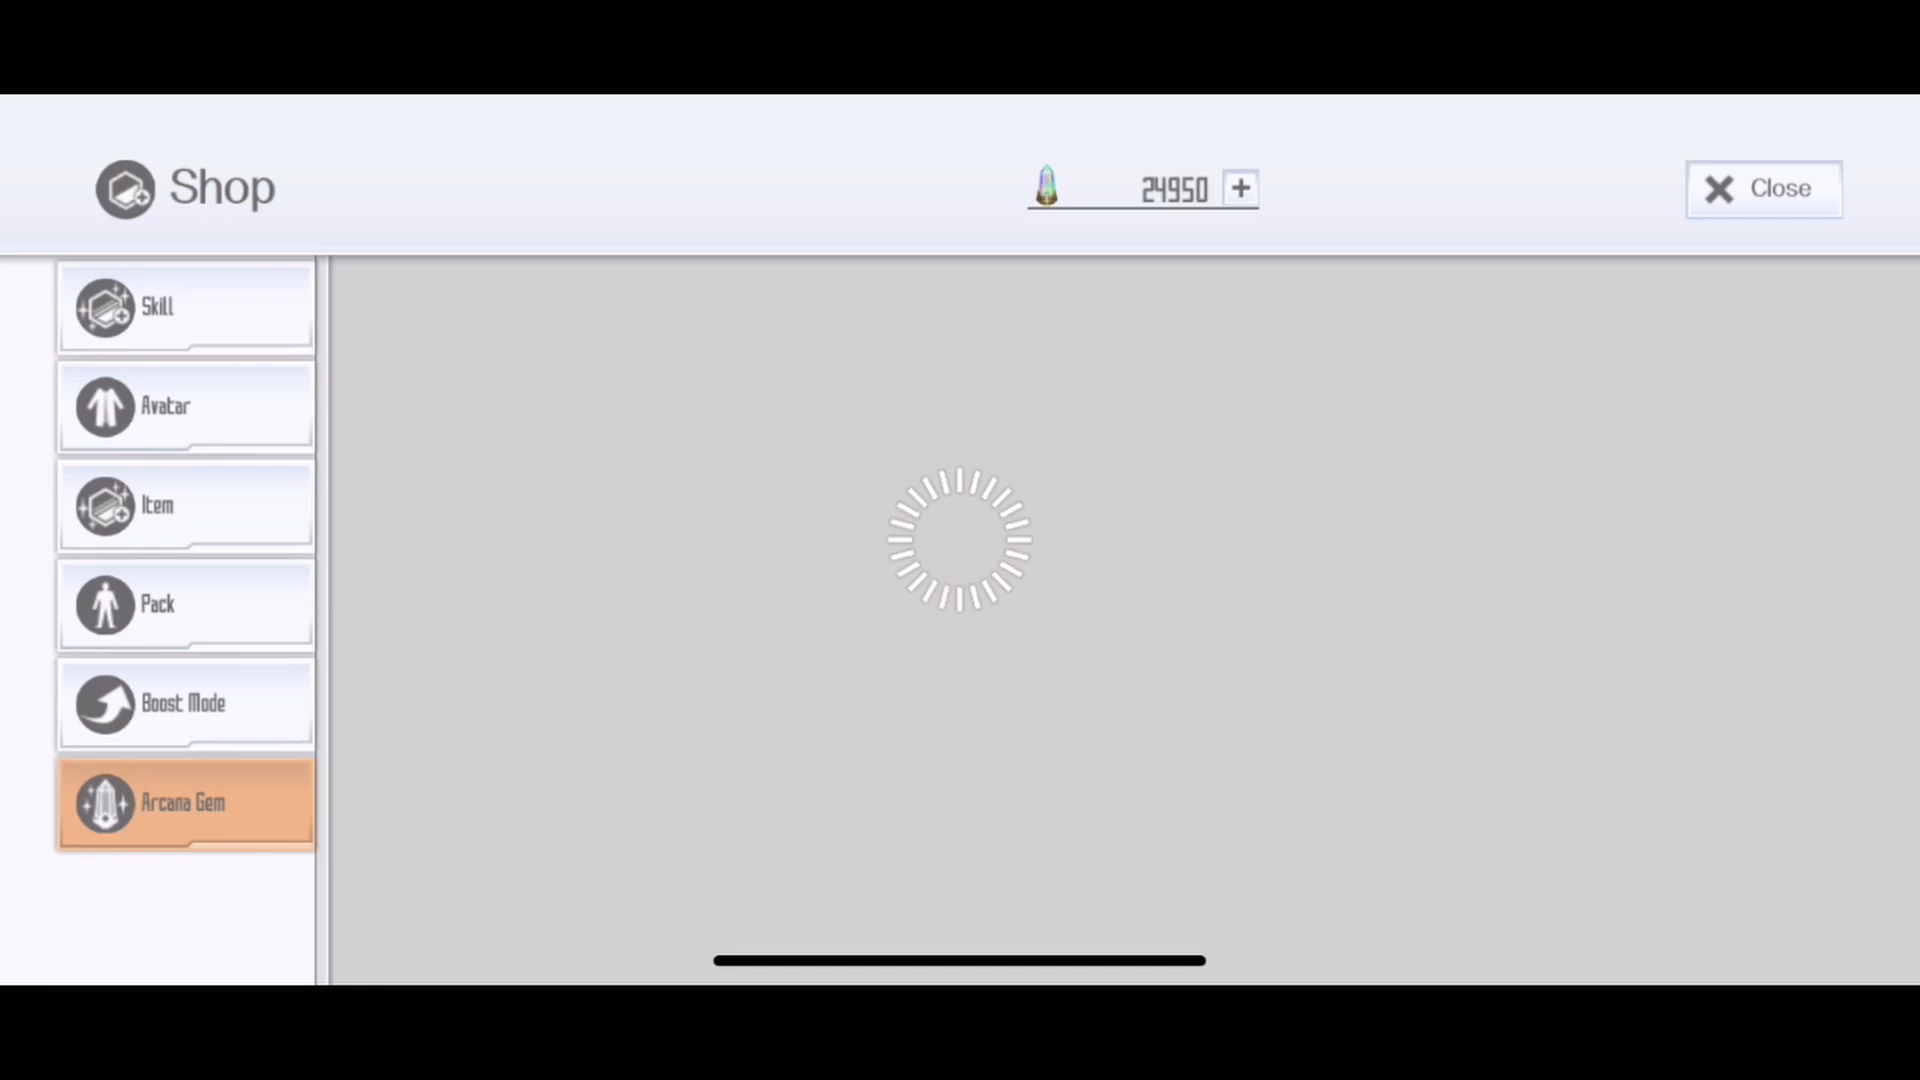 Shop
24950
Close
Skill
Avatar
Item
Pack
Boost Mode
Arcana Gem